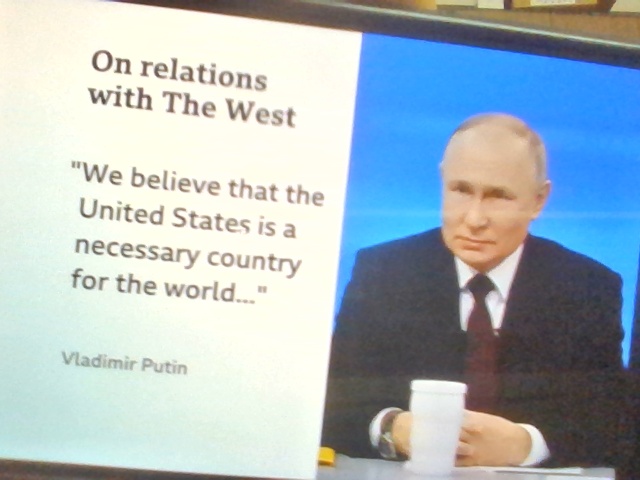 On relations
with The West
"We believe that the
United States is a
necessary country
for the world..."
Vladimir Putin